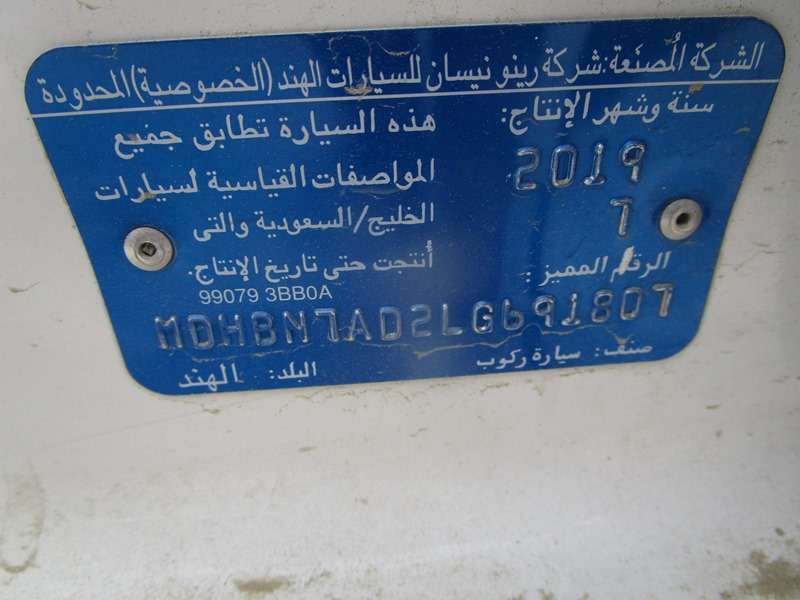 الشركة المُصنعة: شركة رينو نيسان للسيارات الهند (الخصوصية) المحدودة
سنة وشهر الإنتاج:
2019
7
الرقم المميز:
هذه السيارة تطابق جميع
المواصفات القياسية لسيارات
الخليج/السعودية والتى
أنتجت حتى تاريخ الإنتاج.
99079 3BB0A
MDHBN7AD2LG691807
صنف: سيارة ركوب
البلد: الهند